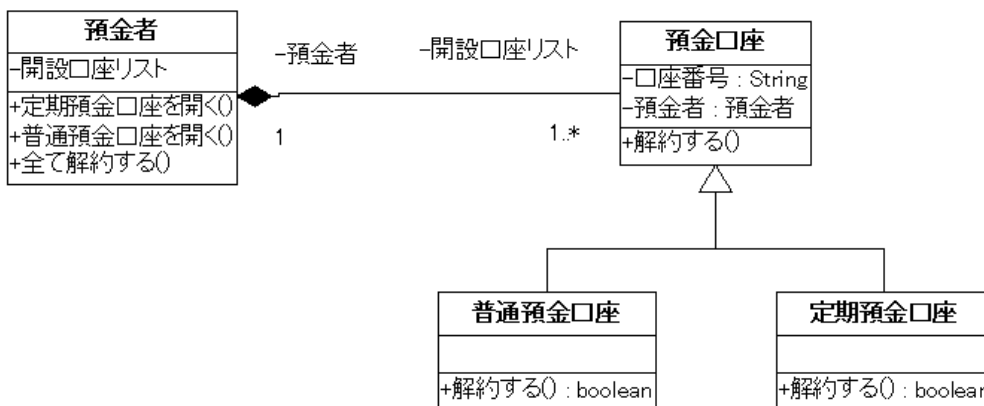 預金者
-開設口座リスト
+定期預金口座を開く()
+普通預金口座を開く()
+全て解約する()
-預金者
-開設口座リスト
1
1..*
預金口座
-口座番号 : String
-預金者 : 預金者
+解約する()
普通預金口座
+解約する() : boolean
定期預金口座
+解約する() : boolean